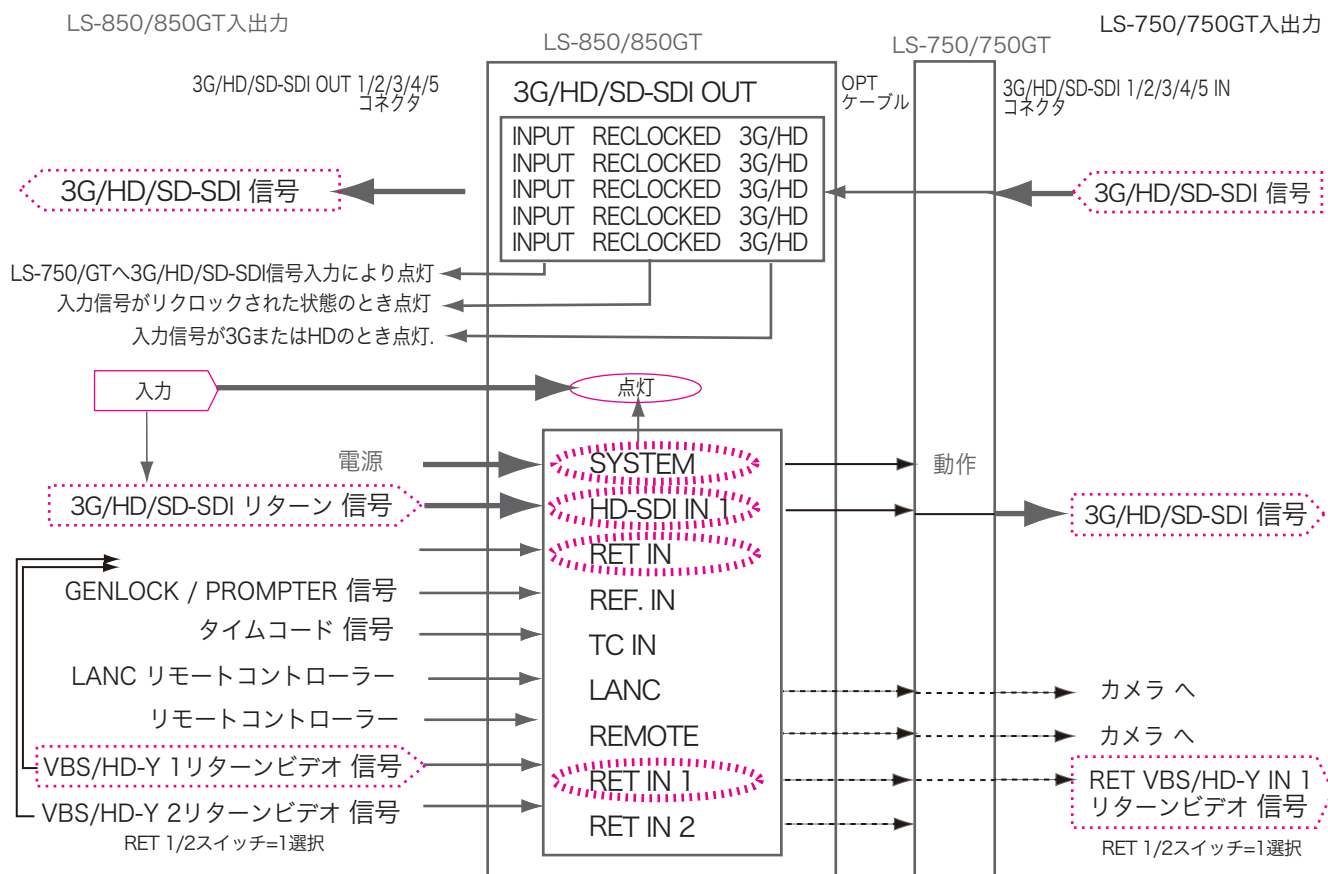 LS-850/850GT入出力
LS-750/750GT入出力
LS-850/850GT
LS-750/750GT
3G/HD/SD-SDI OUT 1/2/3/4/5
コネクタ
3G/HD/SD-SDI OUT
OPT
ケーブル
3G/HD/SD-SDI 1/2/3/4/5 IN
コネクタ
INPUT RECLOCKED 3G/HD
INPUT RECLOCKED 3G/HD
INPUT RECLOCKED 3G/HD
INPUT RECLOCKED 3G/HD
INPUT RECLOCKED 3G/HD
3G/HD/SD-SDI 信号
3G/HD/SD-SDI 信号
LS-750/GTへ3G/HD/SD-SDI信号入力により点灯
入力信号がリクロックされた状態のとき点灯
入力信号が3GまたはHDのとき点灯.
入力
点灯
電源
SYSTEM
動作
3G/HD/SD-SDI リターン 信号
HD-SDI IN 1
3G/HD/SD-SDI 信号
RET IN
GENLOCK / PROMPTER 信号
REF. IN
タイムコード 信号
TC IN
LANC リモートコントローラー
LANC
カメラ へ
リモートコントローラー
REMOTE
カメラ へ
VBS/HD-Y 1リターンビデオ 信号
RET IN 1
RET VBS/HD-Y IN 1
リターンビデオ 信号
VBS/HD-Y 2リターンビデオ 信号
RET IN 2
RET 1/2スイッチ=1選択
RET 1/2スイッチ=1選択